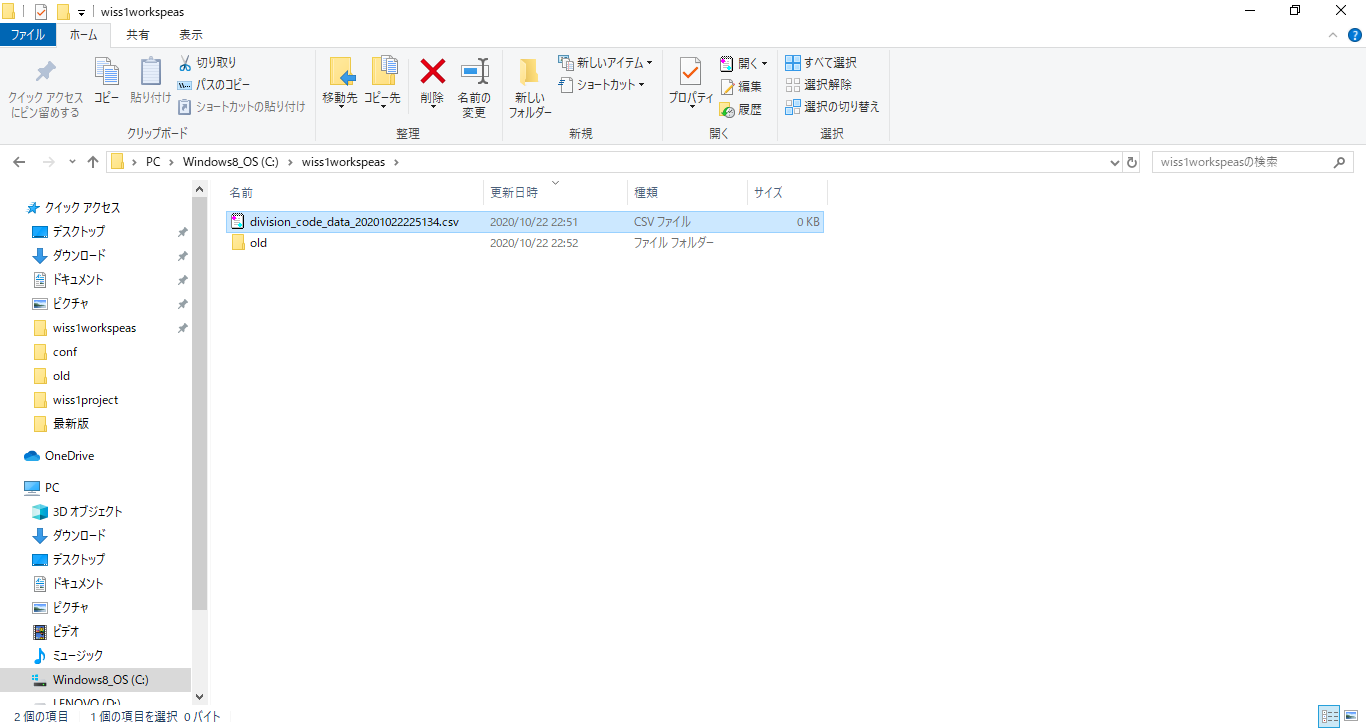 wiss1workspeas
ファイル ホーム 共有 表示
クイック アクセス
にピン留めする
コピー
貼り付け
切り取り
パスのコピー
ショートカットの貼り付け
クリップボード
移動先
コピー先
削除
名前の
変更
整理
新しい
フォルダー
新しいアイテム
ショートカット
新規
プロパティ
開く
編集
履歴
開く
すべて選択
選択解除
選択の切り替え
選択
PC Windows8_OS (C:) wiss1workspeas
wiss1workspeasの検索
クイック アクセス
デスクトップ
ダウンロード
ドキュメント
ピクチャ
wiss1workspeas
conf
old
wiss1project
最新版
OneDrive
PC
3D オブジェクト
ダウンロード
デスクトップ
ドキュメント
ピクチャ
ビデオ
ミュージック
Windows8_OS (C:)
LENOVO (D:)
名前 更新日時 種類 サイズ
division_code_data_20201022225134.csv 2020/10/22 22:51 CSV ファイル 0 KB
old 2020/10/22 22:52 ファイル フォルダー
2 個の項目 1 個の項目を選択 0 バイト